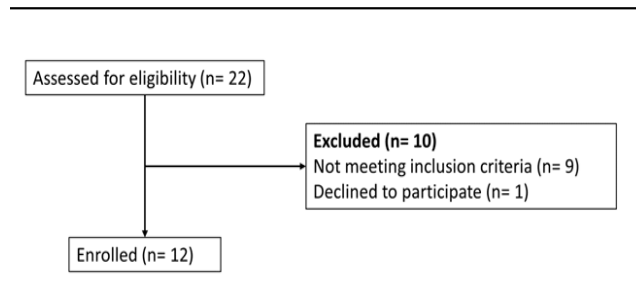 Assessed for eligibility (n= 22)
Excluded (n= 10)
Not meeting inclusion criteria (n= 9)
Declined to participate (n= 1)
Enrolled (n= 12)